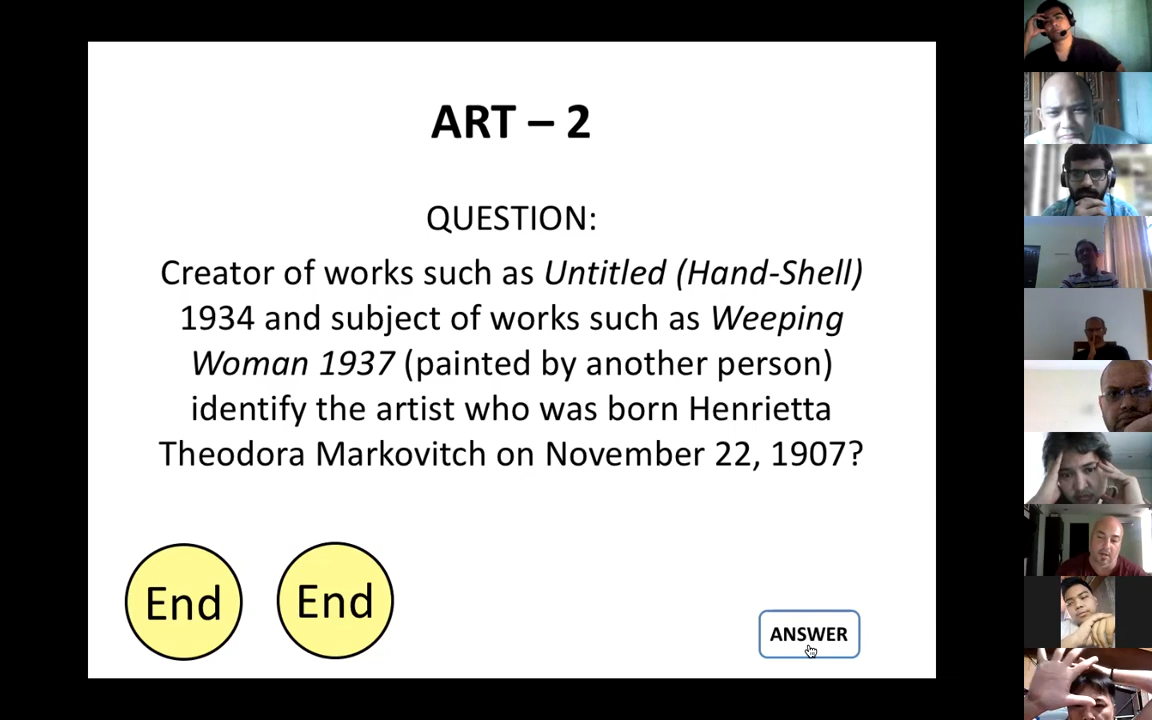 ART – 2
QUESTION:
Creator of works such as Untitled (Hand-Shell)
1934 and subject of works such as Weeping
Woman 1937 (painted by another person)
identify the artist who was born Henrietta
Theodora Markovitch on November 22, 1907?
End End
ANSWER